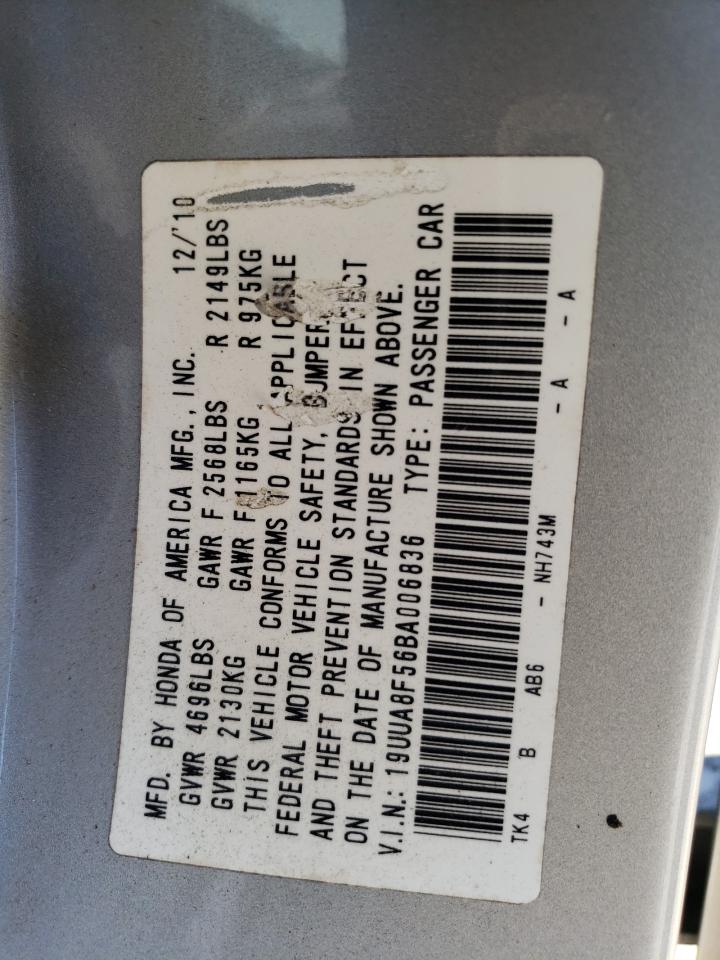 MFD. BY HONDA OF AMERICA MFG., INC. 12/'10
GVWR 4696LBS GAWR F 2568LBS R 2149LBS
GVWR 2130KG GAWR F 1165KG R 975KG
THIS VEHICLE CONFORMS TO ALL APPLICABLE
FEDERAL MOTOR VEHICLE SAFETY, BUMPER,
AND THEFT PREVENTION STANDARDS IN EFFECT
ON THE DATE OF MANUFACTURE SHOWN ABOVE.
V.I.N.: 19UUA8F56BA006836 TYPE: PASSENGER CAR
TK4 B AB6 - NH743M - A - A